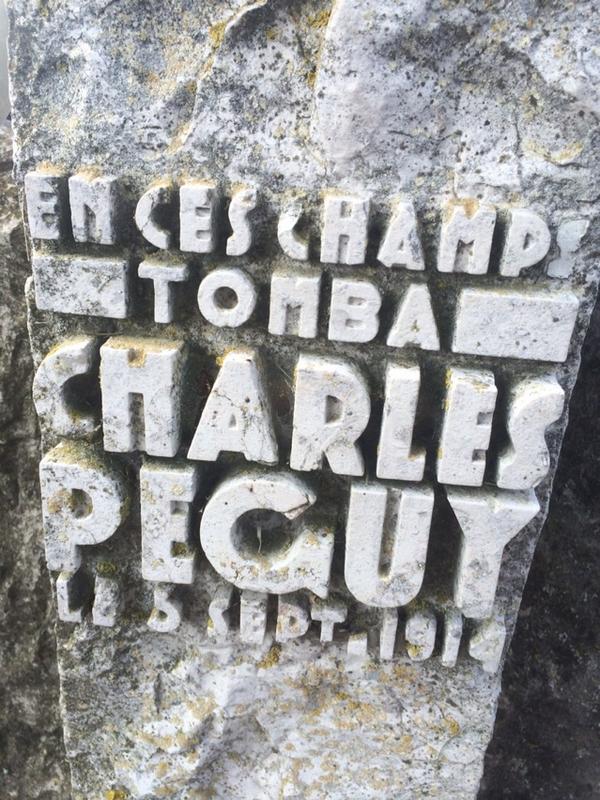 EN CES CHAMPS
TOMBA
CHARLES
PEGUY
LE 5 SEPT. 1914